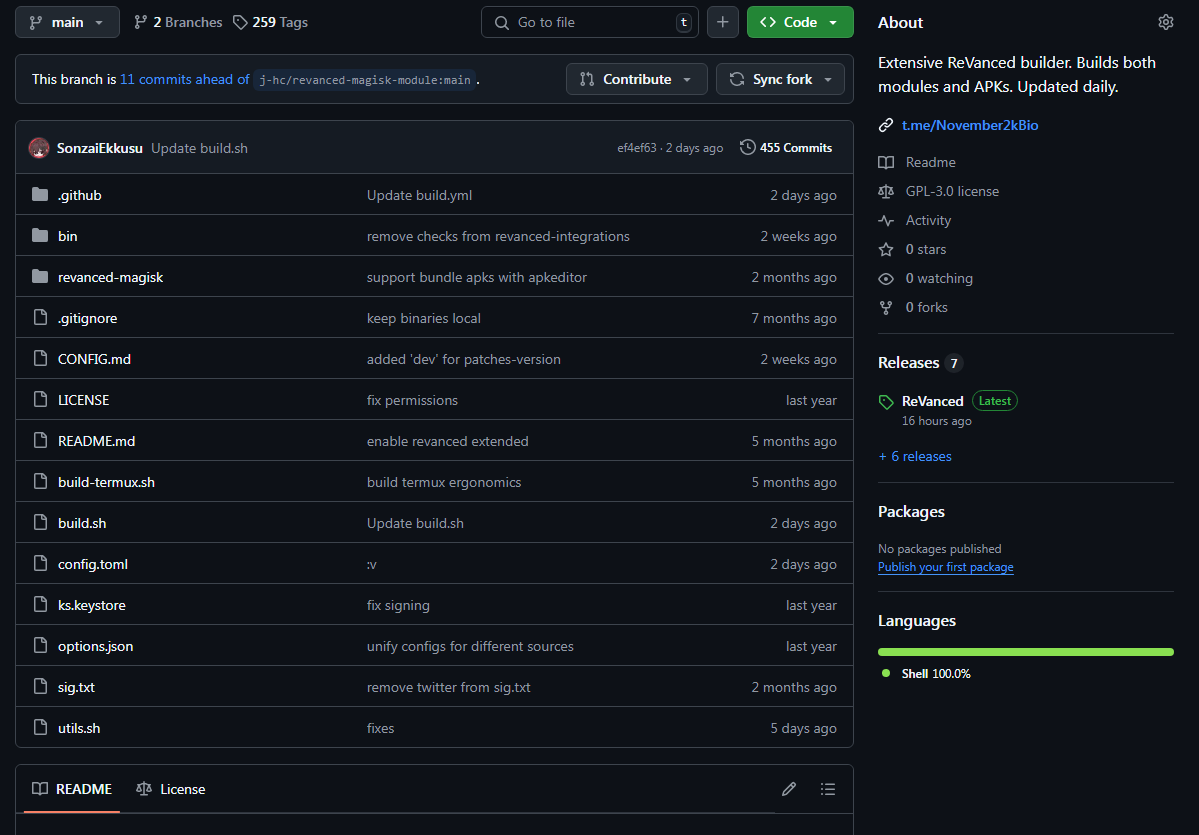 main 2 Branches 259 Tags Go to file t + Code
This branch is 11 commits ahead of j-hc/revanced-magisk-module:main . Contribute Sync fork
SonzaiEkkusu Update build.sh ef4ef63 · 2 days ago 455 Commits
.github Update build.yml 2 days ago
bin remove checks from revanced-integrations 2 weeks ago
revanced-magisk support bundle apks with apkeditor 2 months ago
.gitignore keep binaries local 7 months ago
CONFIG.md added 'dev' for patches-version 2 weeks ago
LICENSE fix permissions last year
README.md enable revanced extended 5 months ago
build-termux.sh build termux ergonomics 5 months ago
build.sh Update build.sh 2 days ago
config.toml :v 2 days ago
ks.keystore fix signing last year
options.json unify configs for different sources last year
sig.txt remove twitter from sig.txt 2 months ago
utils.sh fixes 5 days ago
README License
About
Extensive ReVanced builder. Builds both
modules and APKs. Updated daily.
t.me/November2kBio
Readme
GPL-3.0 license
Activity
0 stars
0 watching
0 forks
Releases 7
ReVanced Latest
16 hours ago
+ 6 releases
Packages
No packages published
Publish your first package
Languages
Shell 100.0%